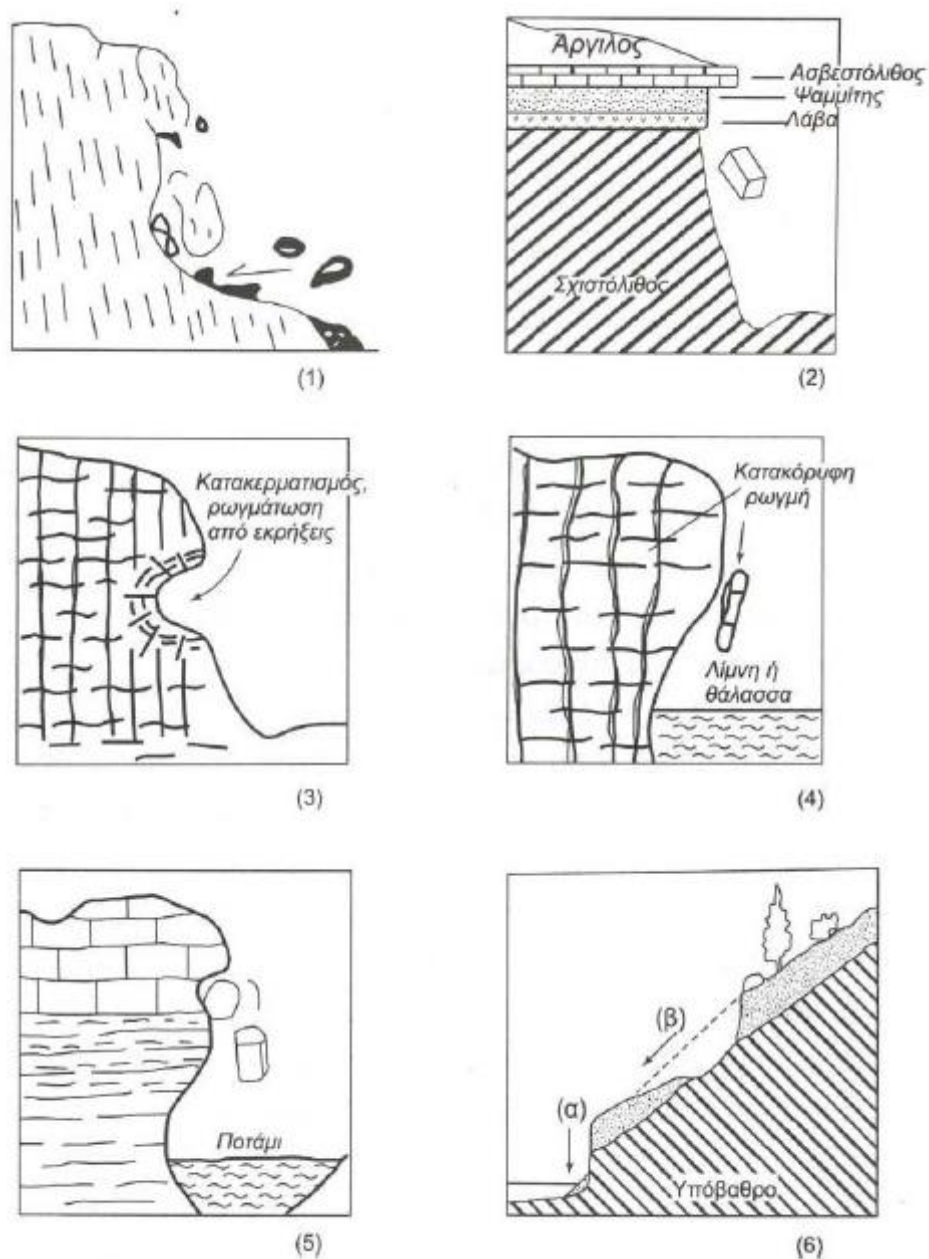 Άργιλος
Ασβεστόλιθος
Ψαμμίτης
Λάβα
Σχιστόλιθος
(1)
(2)
Κατακερματισμός,
ρωγμάτωση
από εκρήξεις
Κατακόρυφη
ρωγμή
Λίμνη ή
θάλασσα
(3)
(4)
Ποτάμι
(β)
(α)
Υπόβαθρο
(5)
(6)